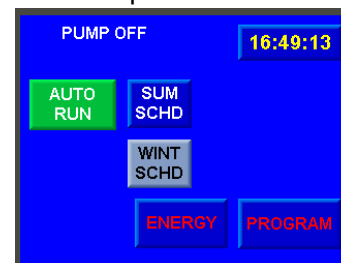 PUMP OFF
16:49:13
AUTO
RUN
SUM
SCHD
WINT
SCHD
ENERGY
PROGRAM